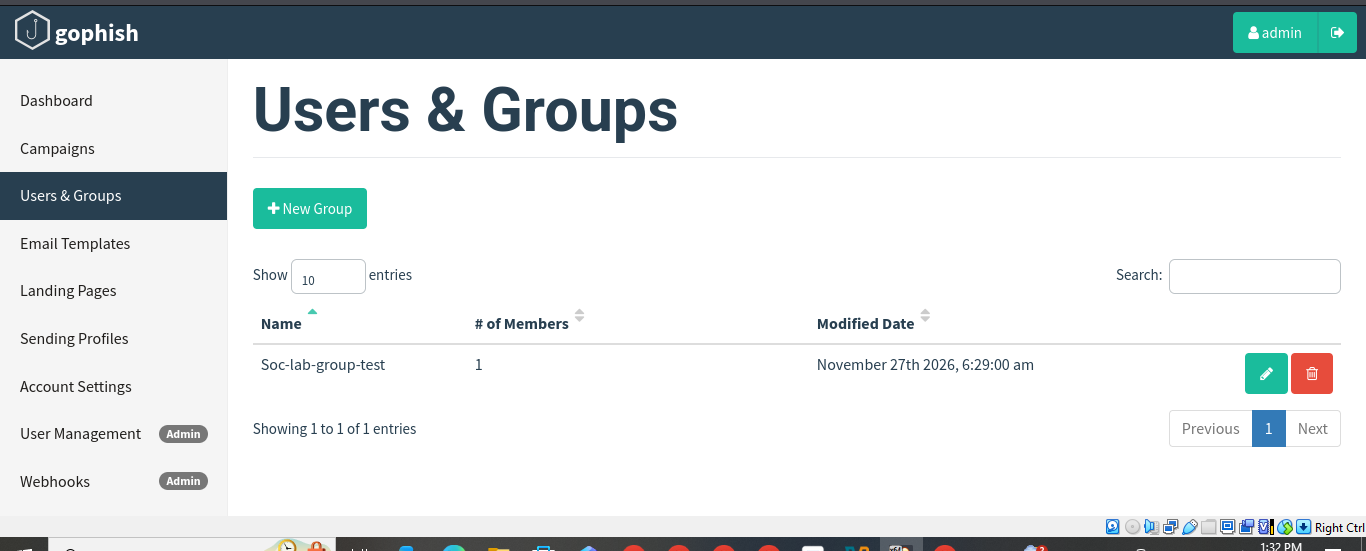 gophish
admin
Dashboard
Campaigns
Users & Groups
Email Templates
Landing Pages
Sending Profiles
Account Settings
User Management Admin
Webhooks Admin
Users & Groups
New Group
Show 10 entries
Search:
Name # of Members Modified Date
Soc-lab-group-test 1 November 27th 2026, 6:29:00 am
Showing 1 to 1 of 1 entries
Previous 1 Next
Right Ctrl
1:32 PM